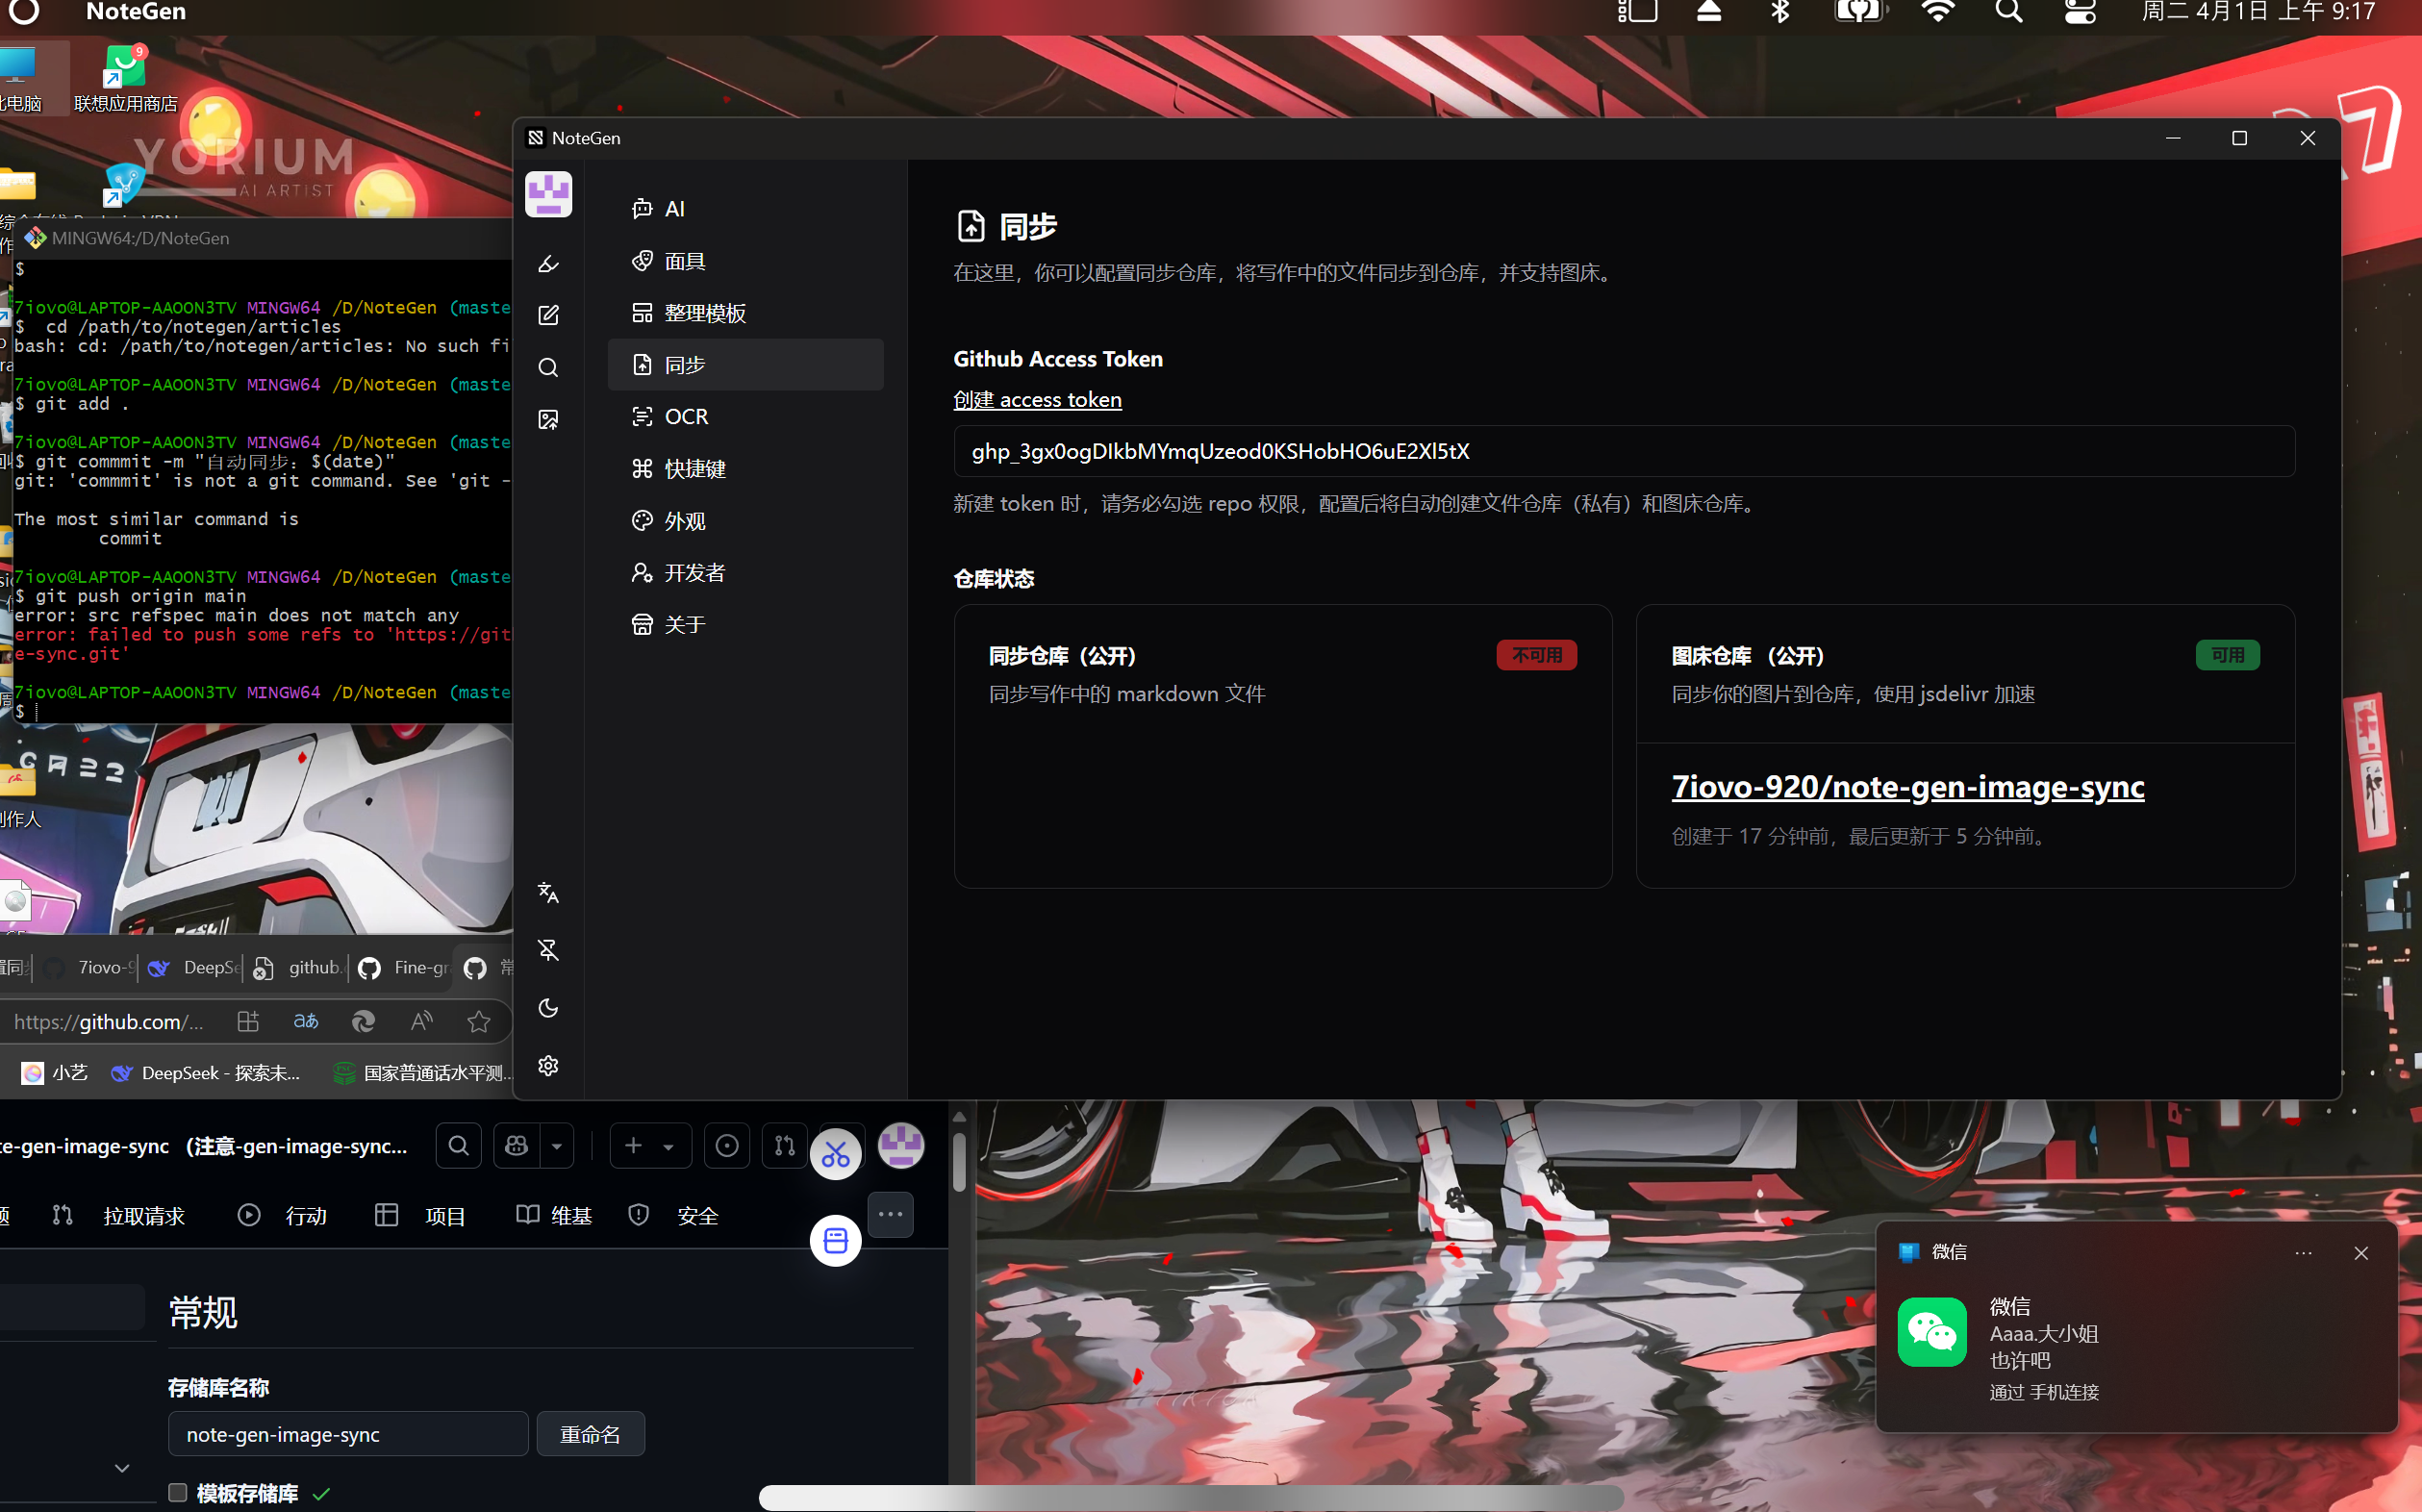 NoteGen
周二 4月1日 上午 9:17
此电脑
9
联想应用商店
YORIUM
AI ARTIST
MINGW64:/D/NoteGen
$
7iovo@LAPTOP-AAOON3TV MINGW64 /D/NoteGen (maste
$  cd /path/to/notegen/articles
bash: cd: /path/to/notegen/articles: No such fi
7iovo@LAPTOP-AAOON3TV MINGW64 /D/NoteGen (maste
$ git add .
7iovo@LAPTOP-AAOON3TV MINGW64 /D/NoteGen (maste
$ git commmit -m "自动同步：$(date)"
git: 'commmit' is not a git command. See 'git -
The most similar command is
commit
7iovo@LAPTOP-AAOON3TV MINGW64 /D/NoteGen (maste
$ git push origin main
error: src refspec main does not match any
error: failed to push some refs to 'https://git
e-sync.git'
7iovo@LAPTOP-AAOON3TV MINGW64 /D/NoteGen (maste
$
NoteGen
AI
面具
整理模板
同步
OCR
快捷键
外观
开发者
关于
同步
在这里，你可以配置同步仓库，将写作中的文件同步到仓库，并支持图床。
Github Access Token
创建 access token
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
新建 token 时，请务必勾选 repo 权限，配置后将自动创建文件仓库（私有）和图床仓库。
仓库状态
同步仓库（公开）
不可用
同步写作中的 markdown 文件
图床仓库 （公开）
可用
同步你的图片到仓库，使用 jsdelivr 加速
7iovo-920/note-gen-image-sync
创建于 17 分钟前，最后更新于 5 分钟前。
制作人
7iovo-9
DeepSe
github.
Fine-gr
常
https://github.com/...
小艺
DeepSeek - 探索未...
国家普通话水平测...
te-gen-image-sync （注意-gen-image-sync...
题
拉取请求
行动
项目
维基
安全
常规
存储库名称
note-gen-image-sync
重命名
模板存储库
微信
微信
Aaaa.大小姐
也许吧
通过 手机连接